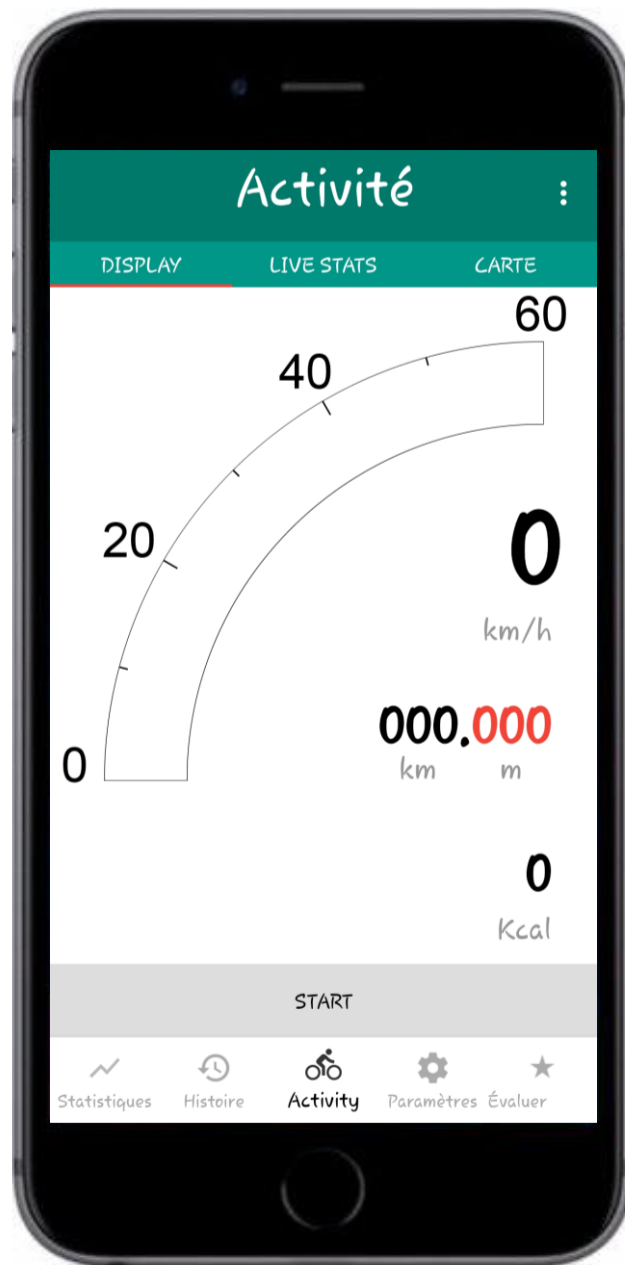 Activité
DISPLAY LIVE STATS CARTE
60
40
20
0
0
km/h
000.000
km m
0
Kcal
START
Statistiques Histoire Activity Paramètres Évaluer